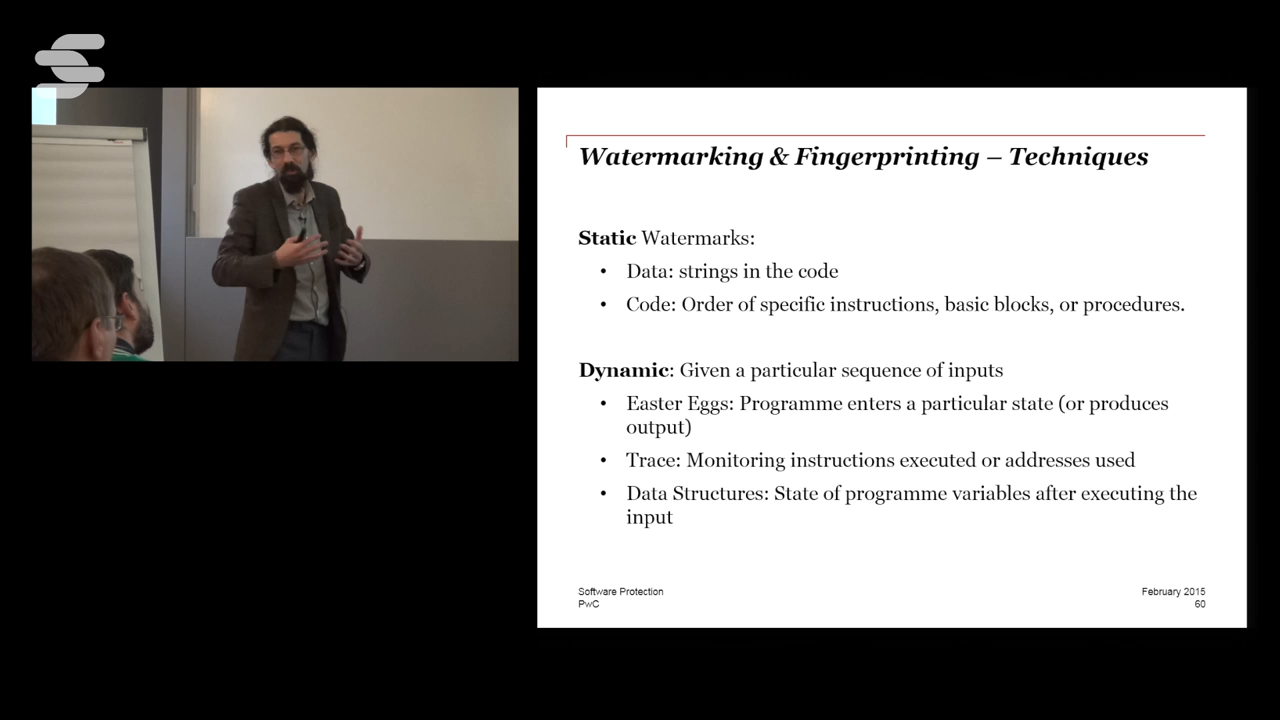 Watermarking & Fingerprinting – Techniques
Static Watermarks:
• Data: strings in the code
• Code: Order of specific instructions, basic blocks, or procedures.
Dynamic: Given a particular sequence of inputs
• Easter Eggs: Programme enters a particular state (or produces
output)
• Trace: Monitoring instructions executed or addresses used
• Data Structures: State of programme variables after executing the
input
Software Protection
PwC
February 2015
60